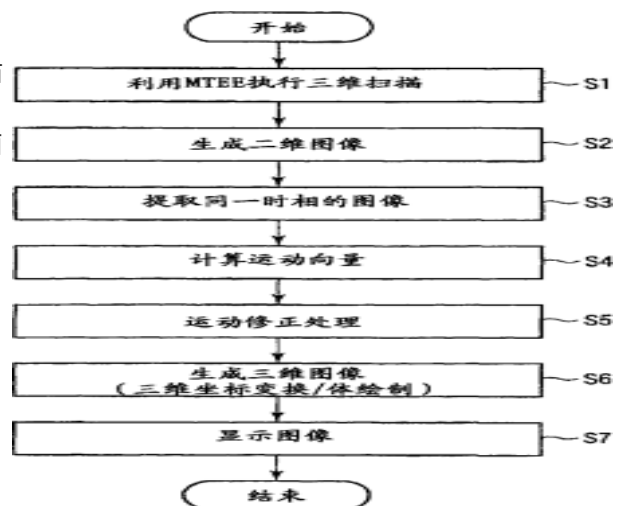 开始
利用MTEE执行三维扫描 S1
生成二维图像 S2
提取同一时相的图像 S3
计算运动向量 S4
运动修正处理 S5
生成三维图像
(三维坐标变换/体绘制) S6
显示图像 S7
结束